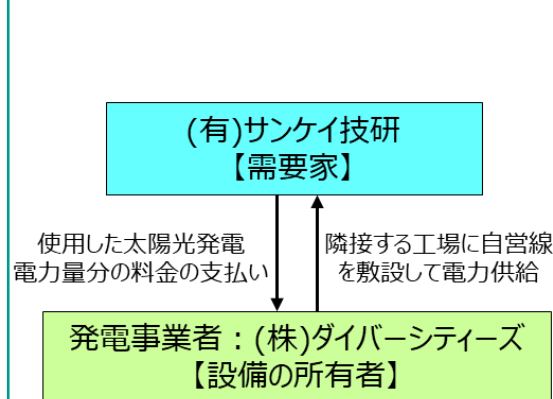 (有)サンケイ技研
【需要家】
使用した太陽光発電
電力量分の料金の支払い
隣接する工場に自営線
を敷設して電力供給
発電事業者：(株)ダイバーシティーズ
【設備の所有者】